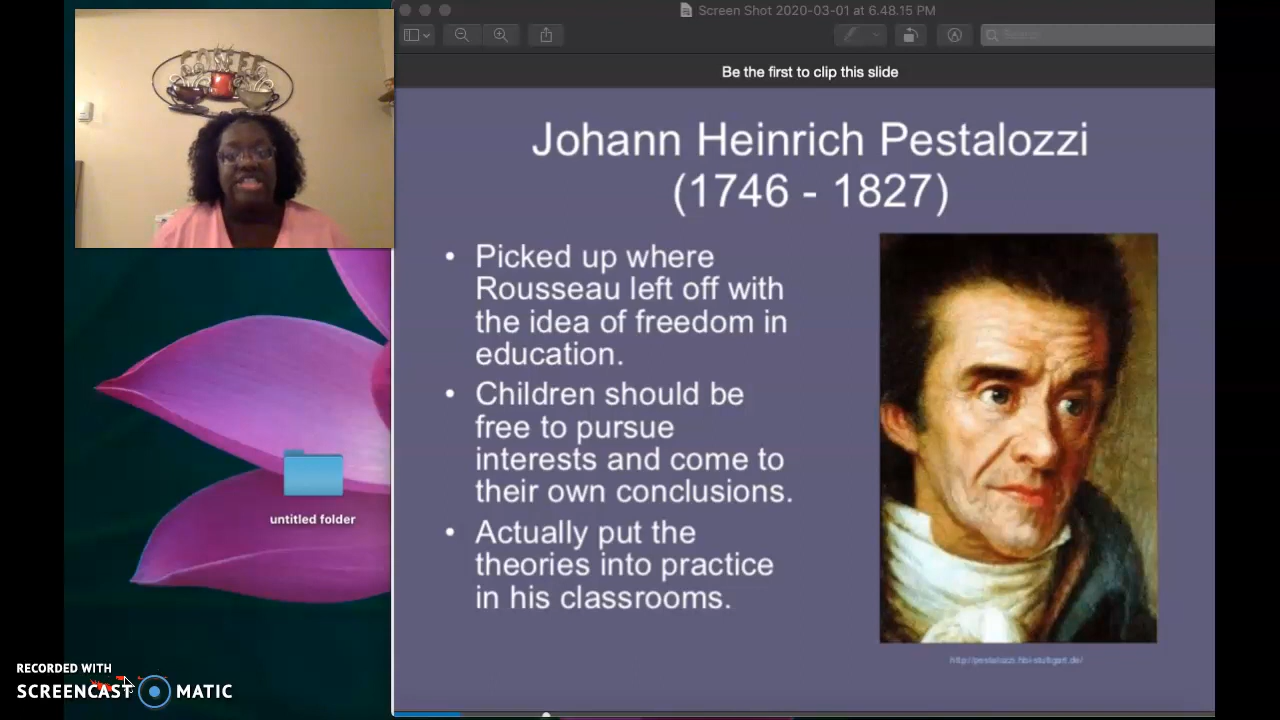 Screen Shot 2020-03-01 at 6.48.15 PM
Search
Be the first to clip this slide
Johann Heinrich Pestalozzi
(1746 - 1827)
• Picked up where
Rousseau left off with
the idea of freedom in
education.
• Children should be
free to pursue
interests and come to
their own conclusions.
• Actually put the
theories into practice
in his classrooms.
untitled folder
RECORDED WITH
SCREENCAST MATIC